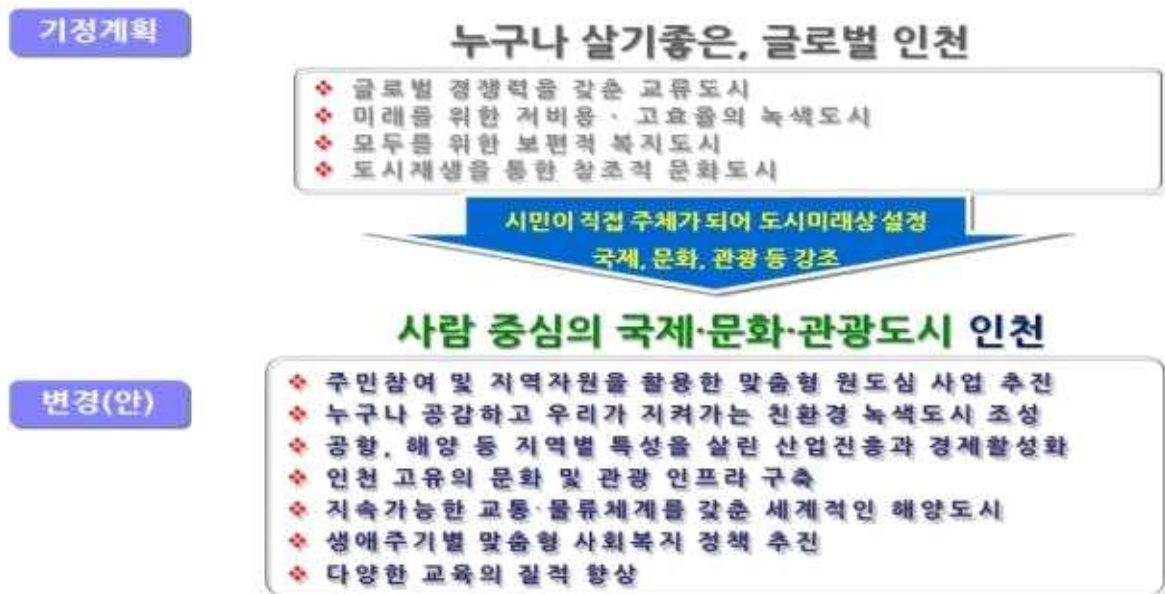 기정계획
누구나 살기좋은, 글로벌 인천
❖ 글로벌 경쟁력을 갖춘 교류도시
❖ 미래를 위한 저비용 · 고효율의 녹색도시
❖ 모두를 위한 보편적 복지도시
❖ 도시재생을 통한 창조적 문화도시
시민이 직접 주체가 되어 도시미래상 설정
국제, 문화, 관광 등 강조
사람 중심의 국제·문화·관광도시 인천
변경(안)
❖ 주민참여 및 지역자원을 활용한 맞춤형 원도심 사업 추진
❖ 누구나 공감하고 우리가 지켜가는 친환경 녹색도시 조성
❖ 공항, 해양 등 지역별 특성을 살린 산업진흥과 경제활성화
❖ 인천 고유의 문화 및 관광 인프라 구축
❖ 지속가능한 교통·물류체계를 갖춘 세계적인 해양도시
❖ 생애주기별 맞춤형 사회복지 정책 추진
❖ 다양한 교육의 질적 향상